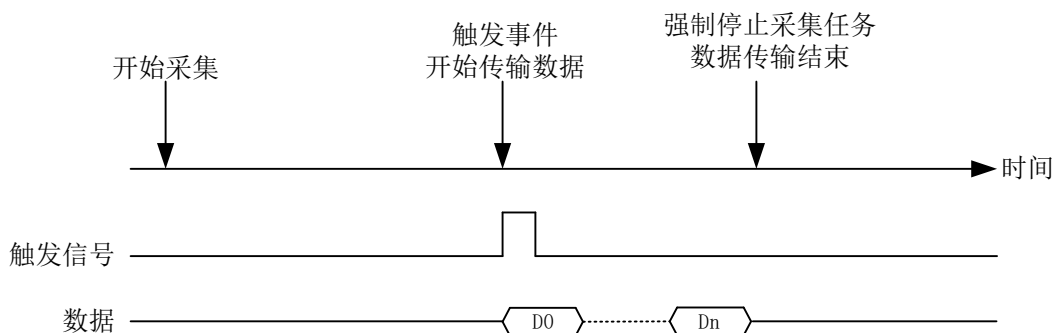 开始采集
触发事件
开始传输数据
强制停止采集任务
数据传输结束
时间
触发信号
数据
D0
Dn